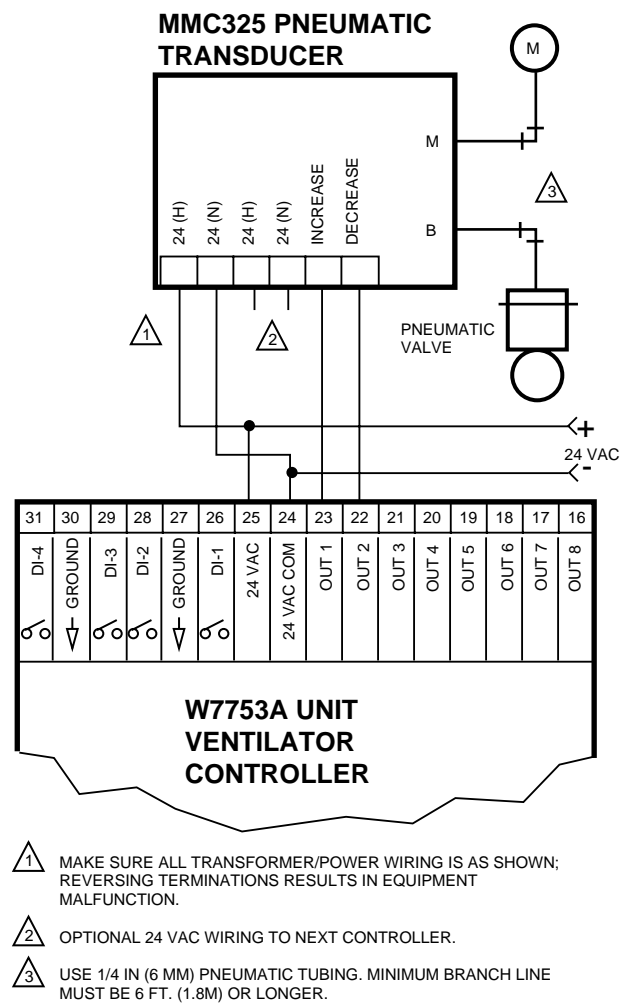 MMC325 PNEUMATIC
TRANSDUCER
M
M
24 (H)
24 (N)
24 (H)
24 (N)
INCREASE
DECREASE
3
B
1
2
PNEUMATIC
VALVE
+
24 VAC
-
31 30 29 28 27 26 25 24 23 22 21 20 19 18 17 16
DI-4
GROUND
DI-3
DI-2
GROUND
DI-1
24 VAC
24 VAC COM
OUT 1
OUT 2
OUT 3
OUT 4
OUT 5
OUT 6
OUT 7
OUT 8
W7753A UNIT
VENTILATOR
CONTROLLER
1 MAKE SURE ALL TRANSFORMER/POWER WIRING IS AS SHOWN;
REVERSING TERMINATIONS RESULTS IN EQUIPMENT
MALFUNCTION.
2 OPTIONAL 24 VAC WIRING TO NEXT CONTROLLER.
3 USE 1/4 IN (6 MM) PNEUMATIC TUBING. MINIMUM BRANCH LINE
MUST BE 6 FT. (1.8M) OR LONGER.